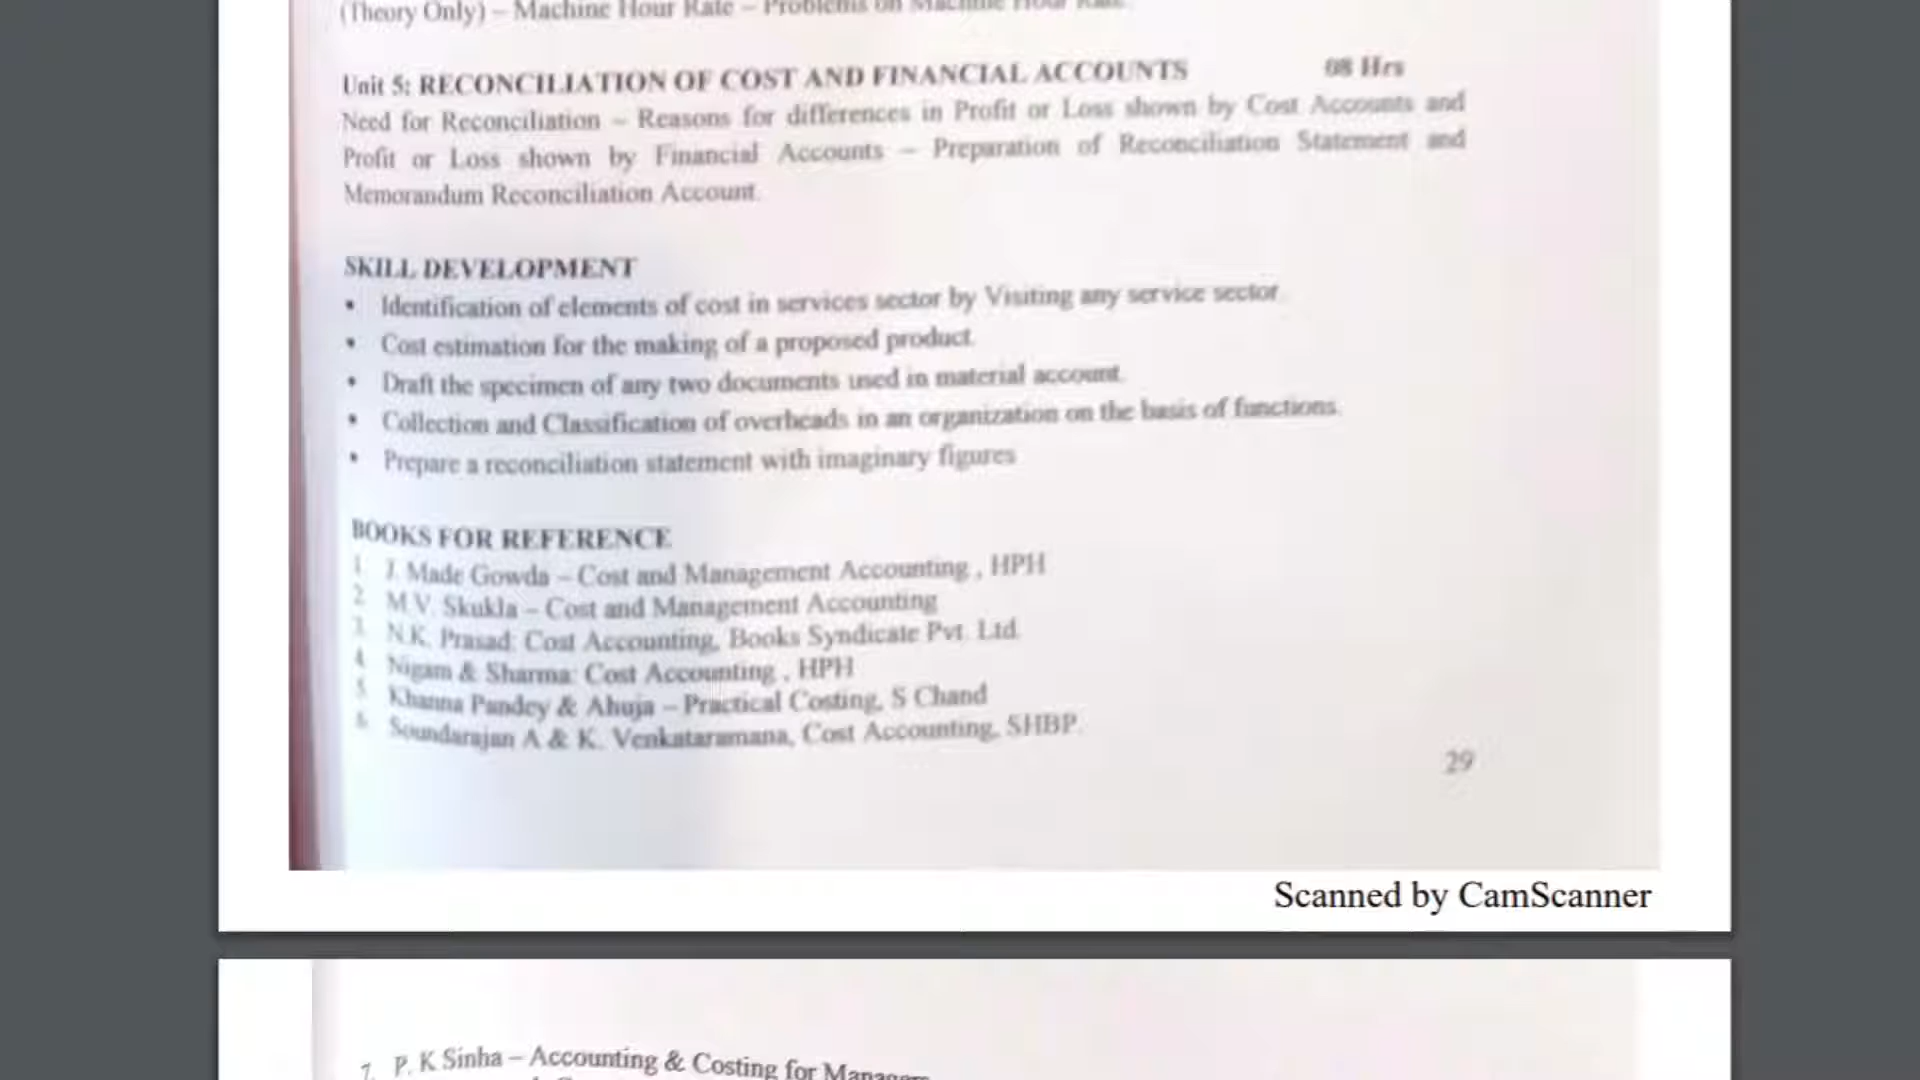 (Theory Only) – Machine Hour Rate – Problems on Machine Hour Rate.
Unit 5: RECONCILIATION OF COST AND FINANCIAL ACCOUNTS 08 Hrs
Need for Reconciliation – Reasons for differences in Profit or Loss shown by Cost Accounts and
Profit or Loss shown by Financial Accounts – Preparation of Reconciliation Statement and
Memorandum Reconciliation Account.
SKILL DEVELOPMENT
• Identification of elements of cost in services sector by Visiting any service sector.
• Cost estimation for the making of a proposed product.
• Draft the specimen of any two documents used in material account.
• Collection and Classification of overheads in an organization on the basis of functions.
• Prepare a reconciliation statement with imaginary figures
BOOKS FOR REFERENCE
1. J. Made Gowda – Cost and Management Accounting , HPH
2. M.V. Skukla – Cost and Management Accounting
3. N.K. Prasad: Cost Accounting, Books Syndicate Pvt. Ltd.
4. Nigam & Sharma: Cost Accounting , HPH
5. Khanna Pandey & Ahuja – Practical Costing, S Chand
6. Soundarajan A & K. Venkataramana, Cost Accounting, SHBP.
29
Scanned by CamScanner
7. P. K Sinha – Accounting & Costing for Managers